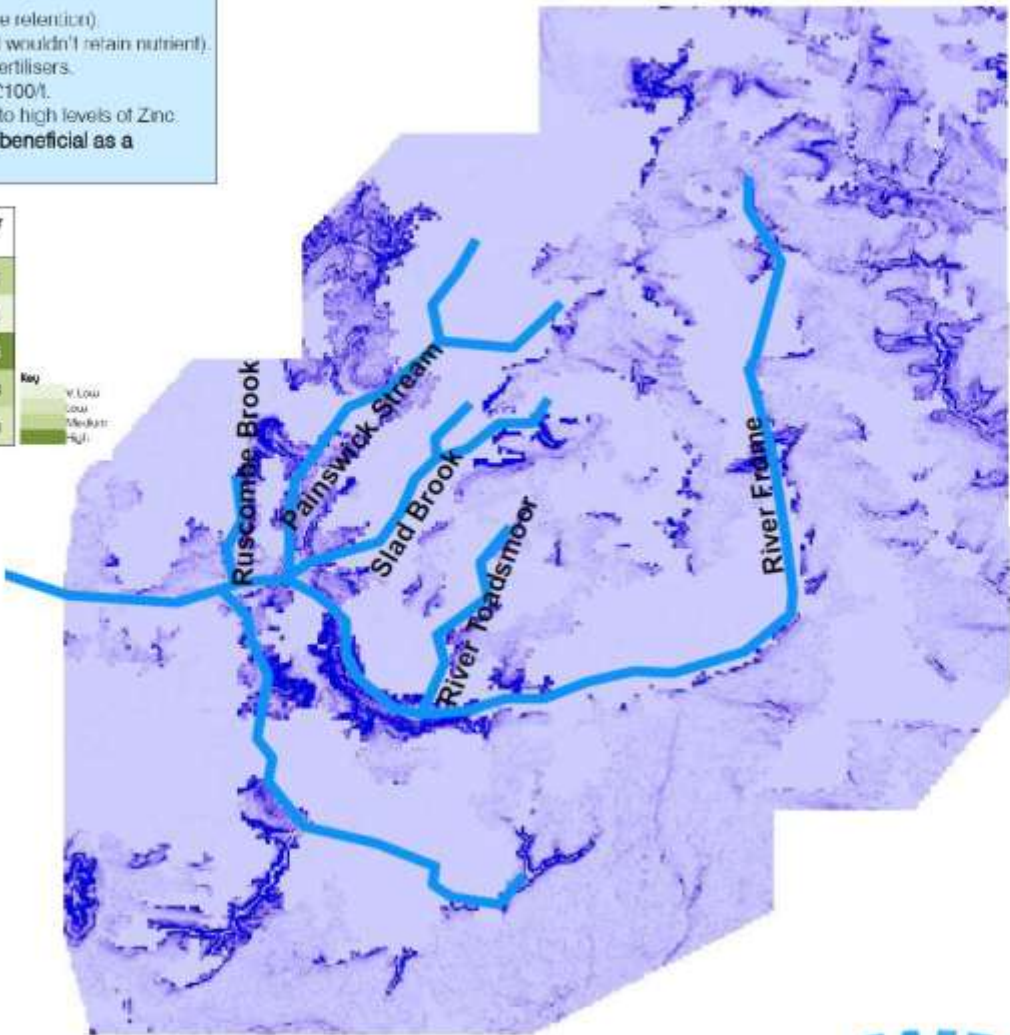 e retention).
l wouldn't retain nutrient).
ertilisers.
£100/t.
to high levels of Zinc
beneficial as a
Key
V. Low
Low
Medium
High
Ruscombe Brook
Painswick Stream
Slad Brook
River Toadsmoor
River Frame